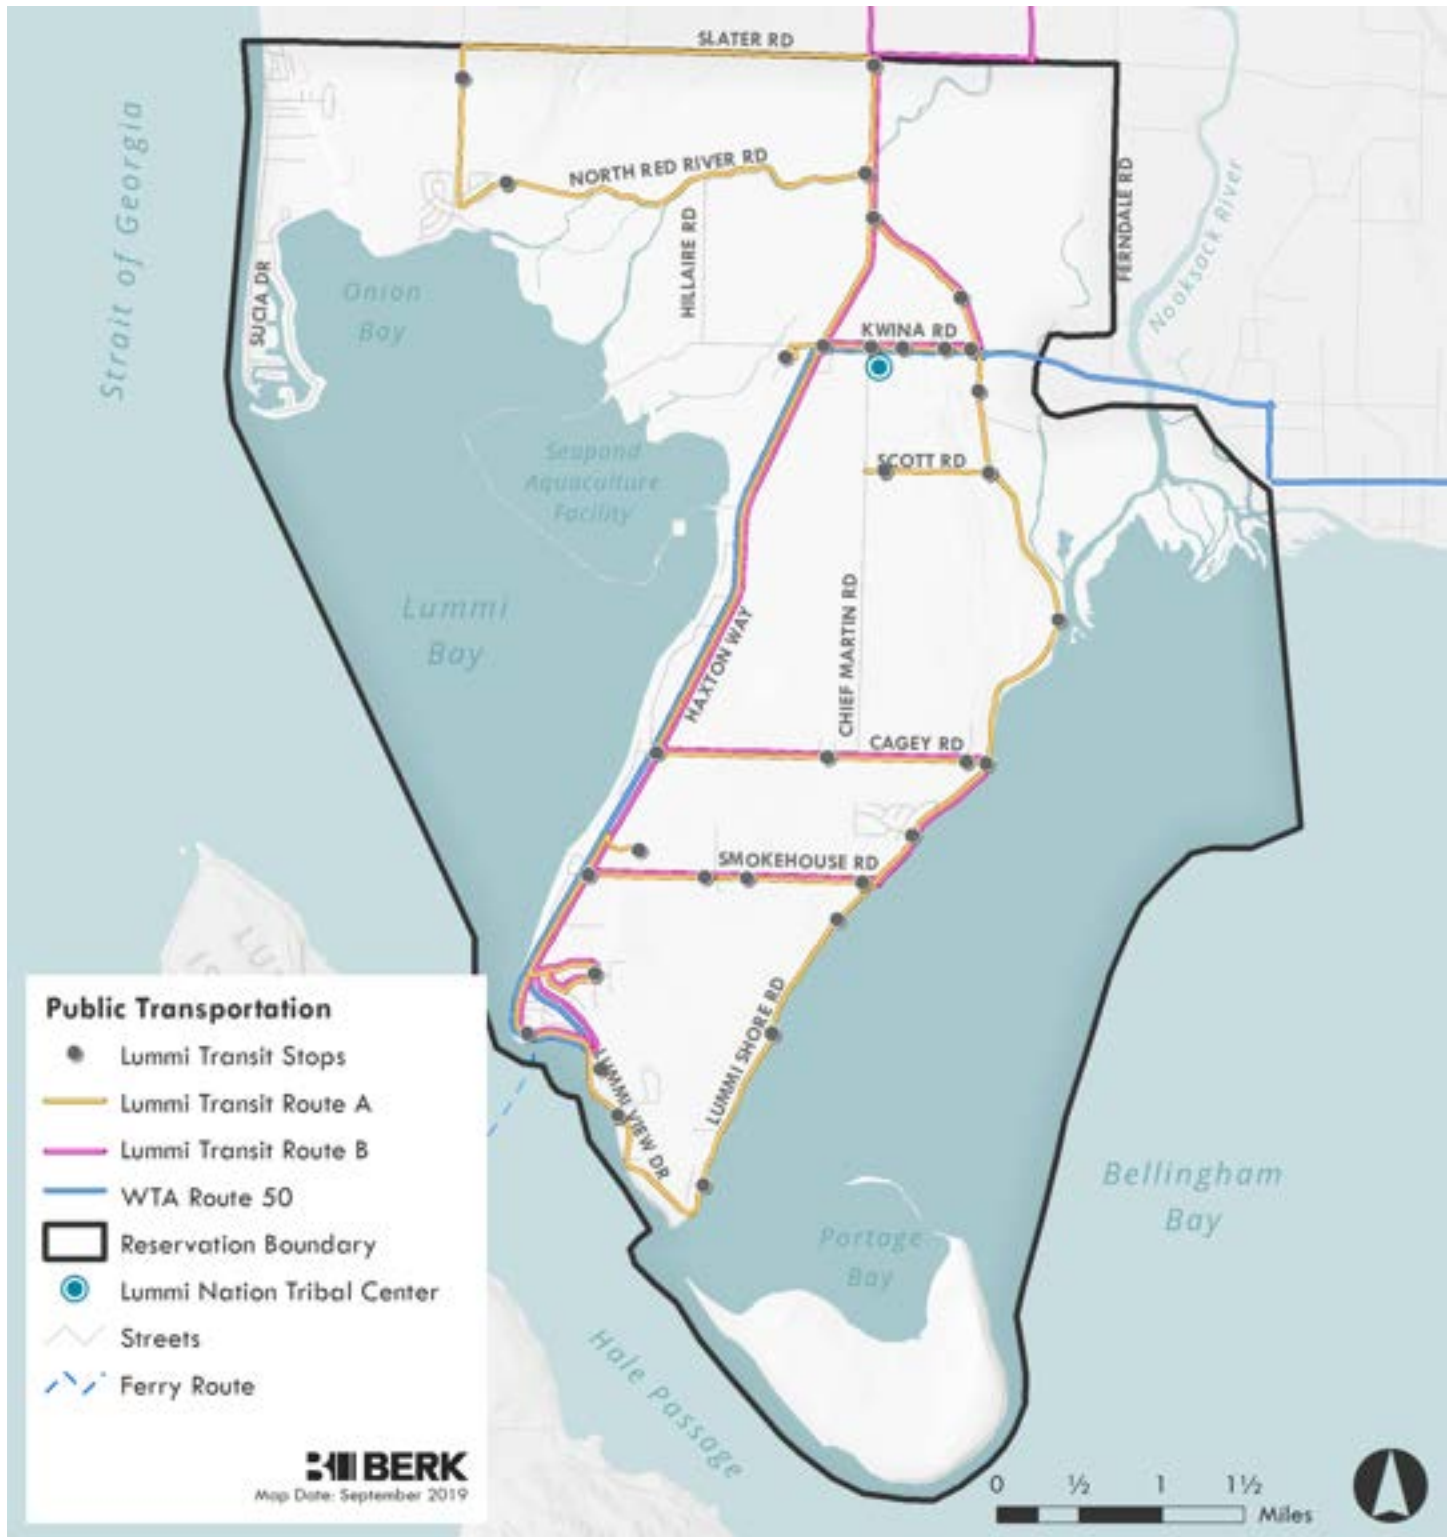 SLATER RD
NORTH RED RIVER RD
Strait of Georgia
FERNDALE RD
Nooksack River
HILLAIRE RD
SUCIA DR
Onion
Bay
KWINA RD
Seapond
Aquaculture
Facility
SCOTT RD
Lummi
Bay
HAXTON WAY
CHIEF MARTIN RD
CAGEY RD
SMOKEHOUSE RD
LUMMI SHORE RD
LUMMI VIEW DR
Bellingham
Bay
Portage
Bay
Hale Passage
Public Transportation
Lummi Transit Stops
Lummi Transit Route A
Lummi Transit Route B
WTA Route 50
Reservation Boundary
Lummi Nation Tribal Center
Streets
Ferry Route
BERK
Map Date: September 2019
0 ½ 1 1½
Miles